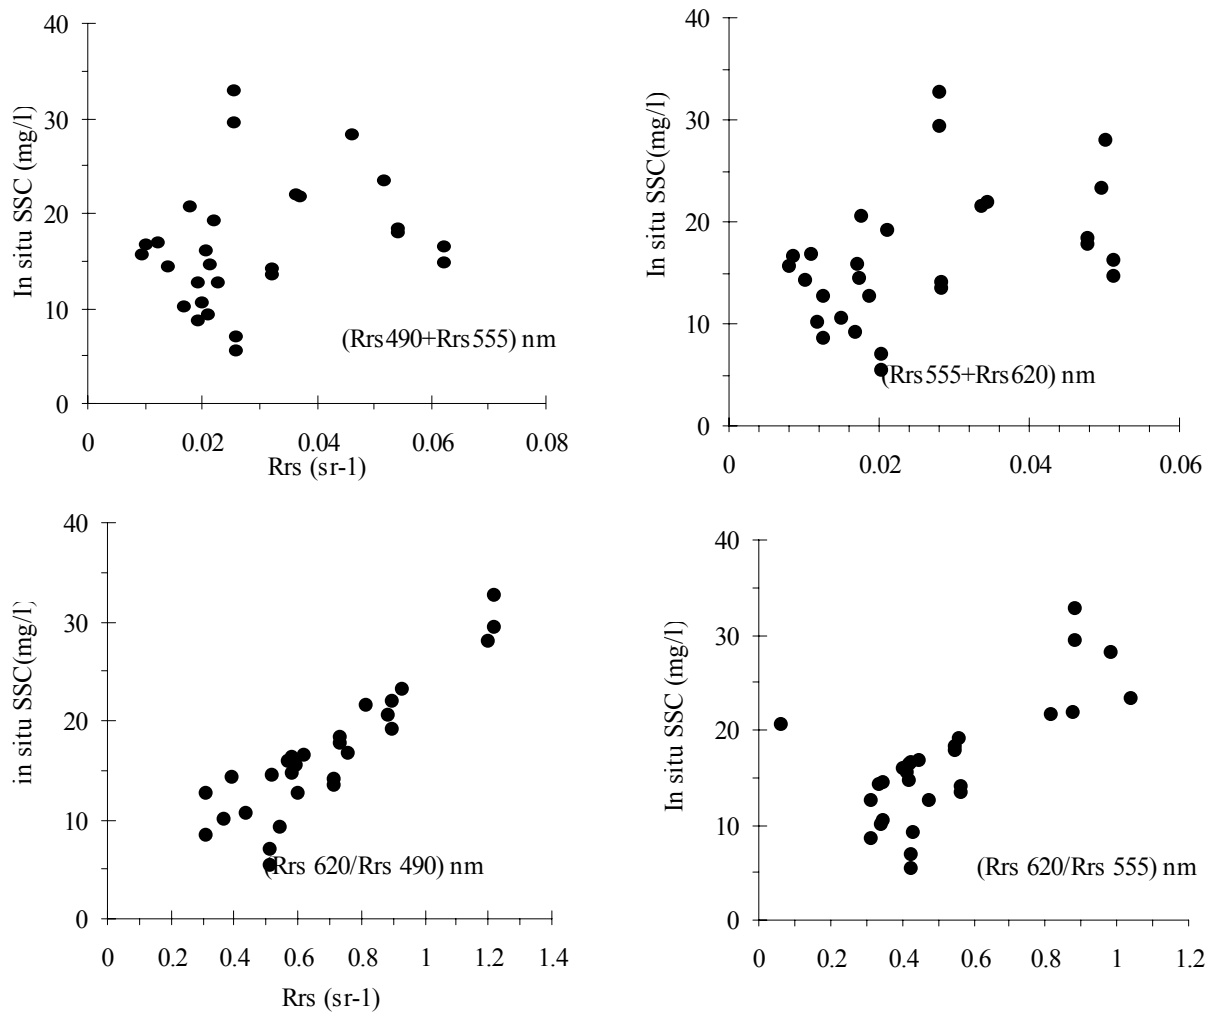 40
30
20
10
0
In situ SSC (mg/l)
(Rrs490+Rrs555) nm
0 0.02 0.04 0.06 0.08
Rrs (sr-1)
40
30
20
10
0
In situ SSC(mg/l)
(Rrs555+Rrs620) nm
0 0.02 0.04 0.06
40
30
20
10
0
in situ SSC(mg/l)
(Rrs 620/Rrs 490) nm
0 0.2 0.4 0.6 0.8 1 1.2 1.4
Rrs (sr-1)
40
30
20
10
0
In situ SSC (mg/l)
(Rrs 620/Rrs 555) nm
0 0.2 0.4 0.6 0.8 1 1.2